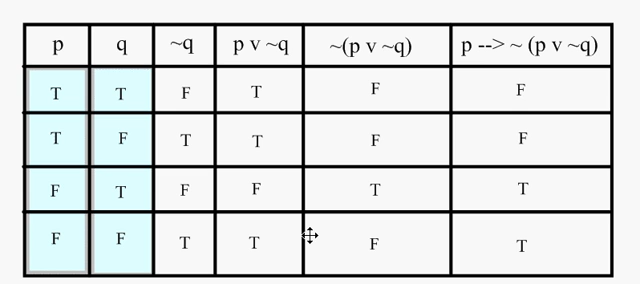 p q ~q p v ~q ~(p v ~q) p --> ~ (p v ~q)
T T F T F F
T F T T F F
F T F F T T
F F T T F T